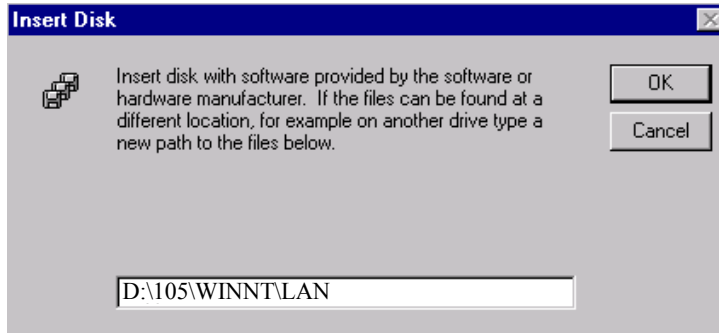 Insert Disk
Insert disk with software provided by the software or
hardware manufacturer.  If the files can be found at a
different location, for example on another drive type a
new path to the files below.
OK
Cancel
D:\105\WINNT\LAN